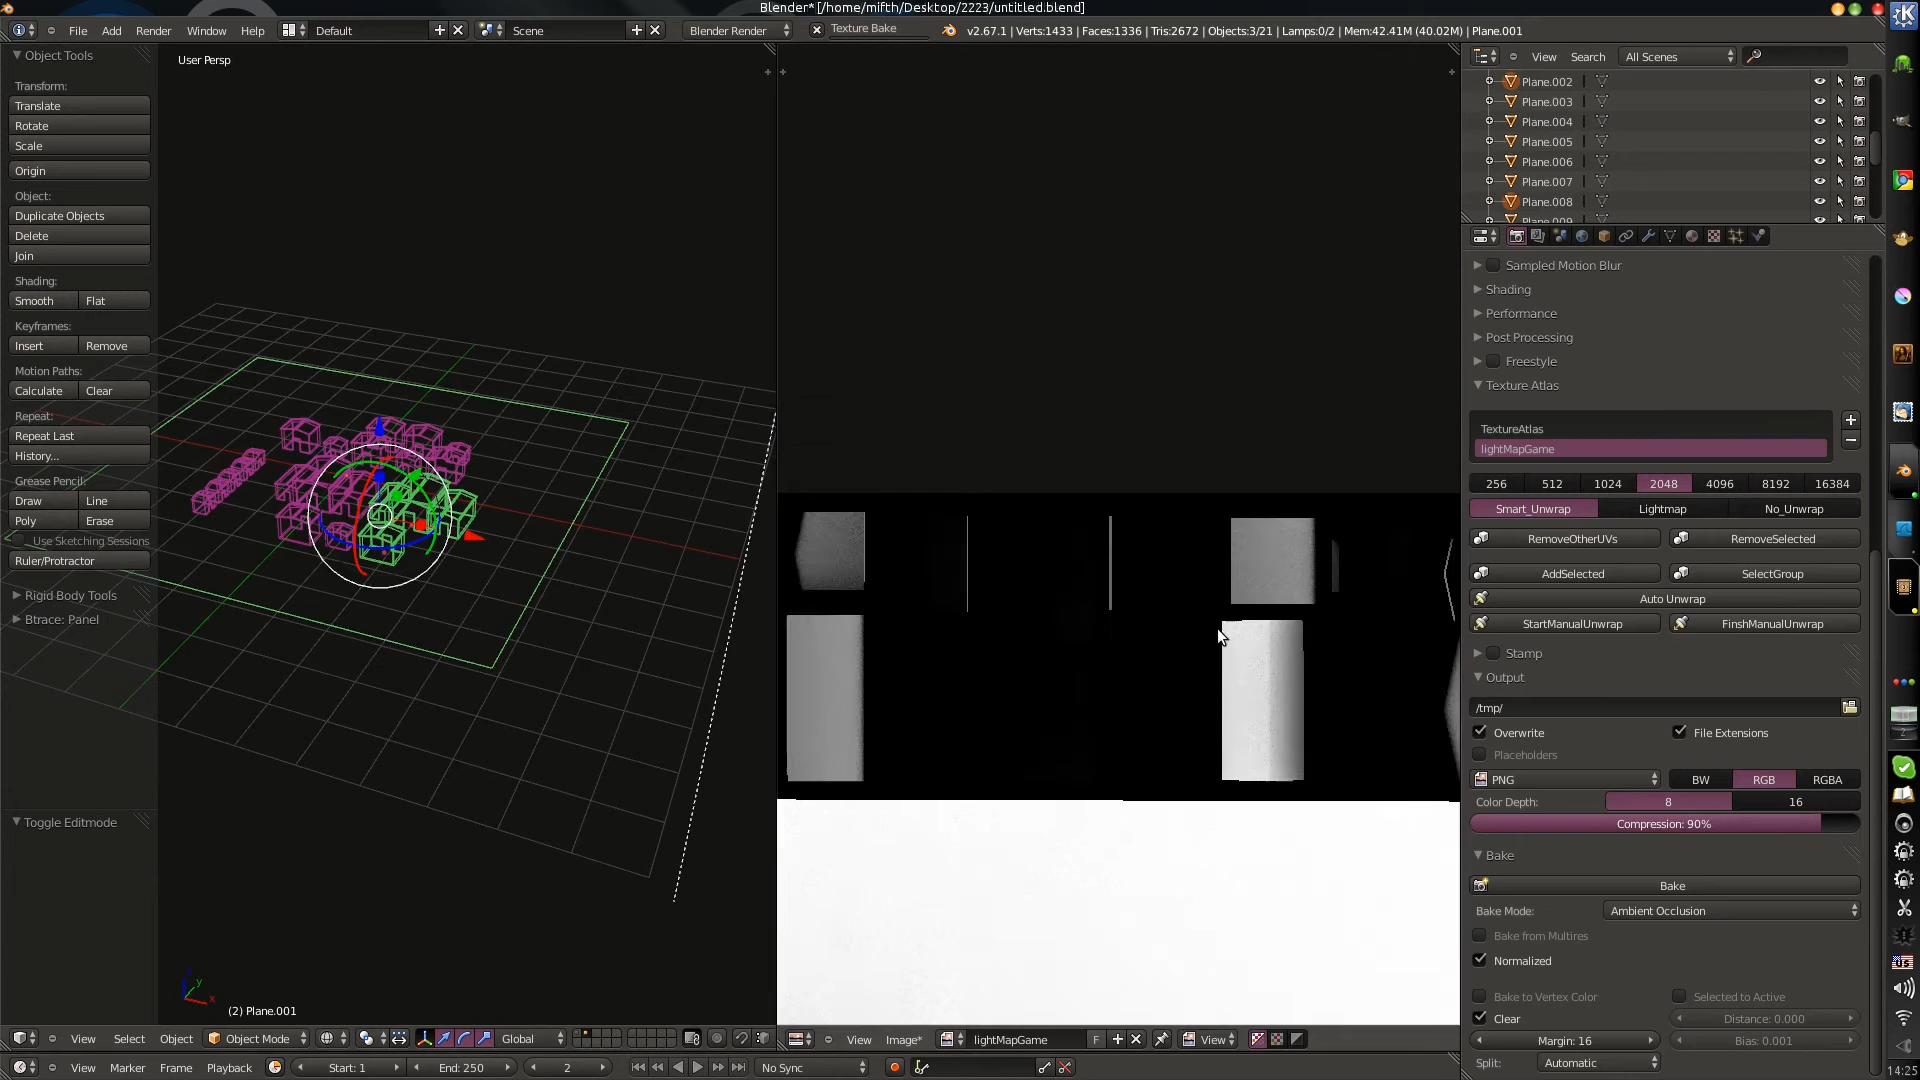 Blender* [/home/mifth/Desktop/2223/untitled.blend]
File Add Render Window Help Default Scene Blender Render Texture Bake v2.67.1 | Verts:1433 | Faces:1336 | Tris:2672 | Objects:3/21 | Lamps:0/2 | Mem:42.41M (40.02M) | Plane.001
Object Tools
Transform:
Translate
Rotate
Scale
Origin
Object:
Duplicate Objects
Delete
Join
Shading:
Smooth Flat
Keyframes:
Insert Remove
Motion Paths:
Calculate Clear
Repeat:
Repeat Last
History...
Grease Pencil:
Draw Line
Poly Erase
Use Sketching Sessions
Ruler/Protractor
Rigid Body Tools
Btrace: Panel
Toggle Editmode
User Persp
z
y
x
(2) Plane.001
View Select Object Object Mode Global
View Image* lightMapGame F View
View Marker Frame Playback Start: 1 End: 250 2 No Sync
View Search All Scenes
Plane.002
Plane.003
Plane.004
Plane.005
Plane.006
Plane.007
Plane.008
Plane.009
Sampled Motion Blur
Shading
Performance
Post Processing
Freestyle
Texture Atlas
TextureAtlas
lightMapGame
256 512 1024 2048 4096 8192 16384
Smart_Unwrap Lightmap No_Unwrap
RemoveOtherUVs RemoveSelected
AddSelected SelectGroup
Auto Unwrap
StartManualUnwrap FinshManualUnwrap
Stamp
Output
/tmp/
Overwrite File Extensions
Placeholders
PNG BW RGB RGBA
Color Depth: 8 16
Compression: 90%
Bake
Bake
Bake Mode: Ambient Occlusion
Bake from Multires
Normalized
Bake to Vertex Color Selected to Active
Clear Distance: 0.000
Margin: 16 Bias: 0.001
Split: Automatic
us
14:25